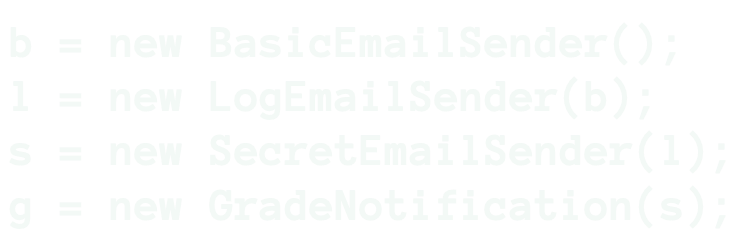 b = new BasicEmailSender();
l = new LogEmailSender(b);
s = new SecretEmailSender(l);
g = new GradeNotification(s);